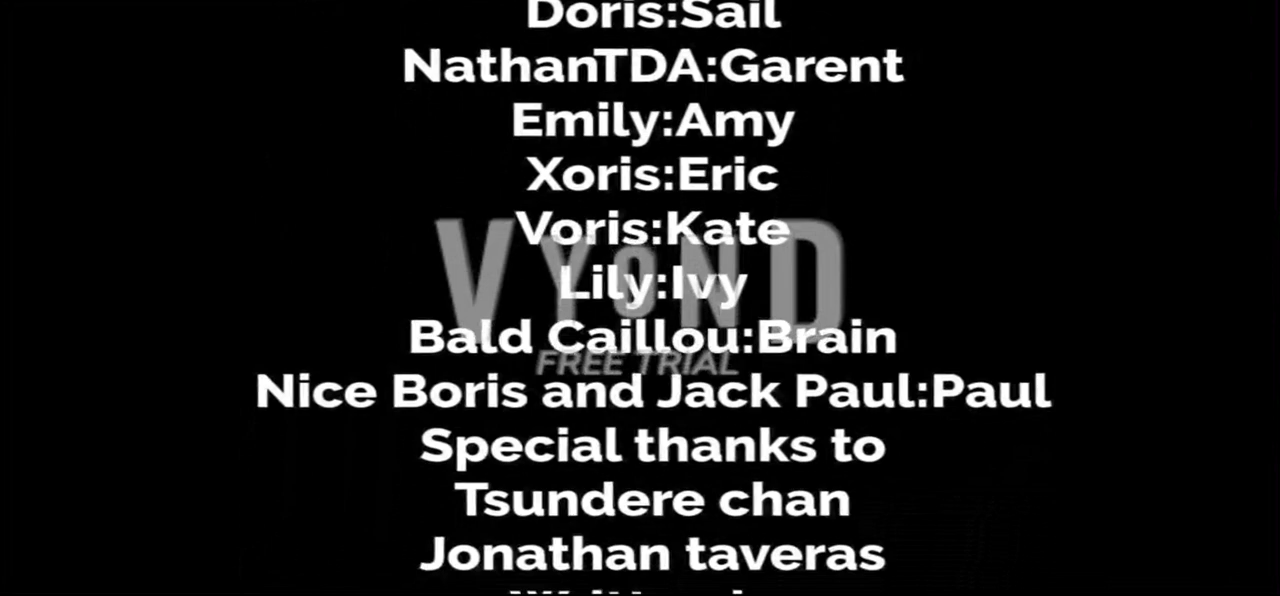 Doris:Sail
NathanTDA:Garent
Emily:Amy
Xoris:Eric
Voris:Kate
VYOND
Lily:Ivy
Bald Caillou:Brain
FREE TRIAL
Nice Boris and Jack Paul:Paul
Special thanks to
Tsundere chan
Jonathan taveras